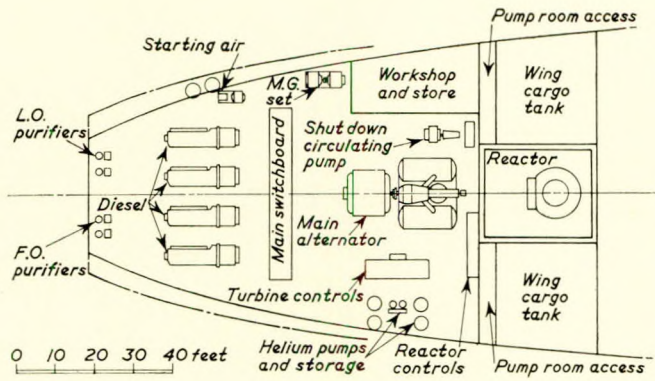 Pump room access
Starting air
M.G.
set
Workshop
and store
Wing
cargo
tank
L.O.
purifiers
Main switchboard
Shut down
circulating
pump
Reactor
Diesel
Main
alternator
F.O.
purifiers
Turbine controls
Wing
cargo
tank
Helium pumps
and storage
Reactor
controls
Pump room access
0 10 20 30 40 feet